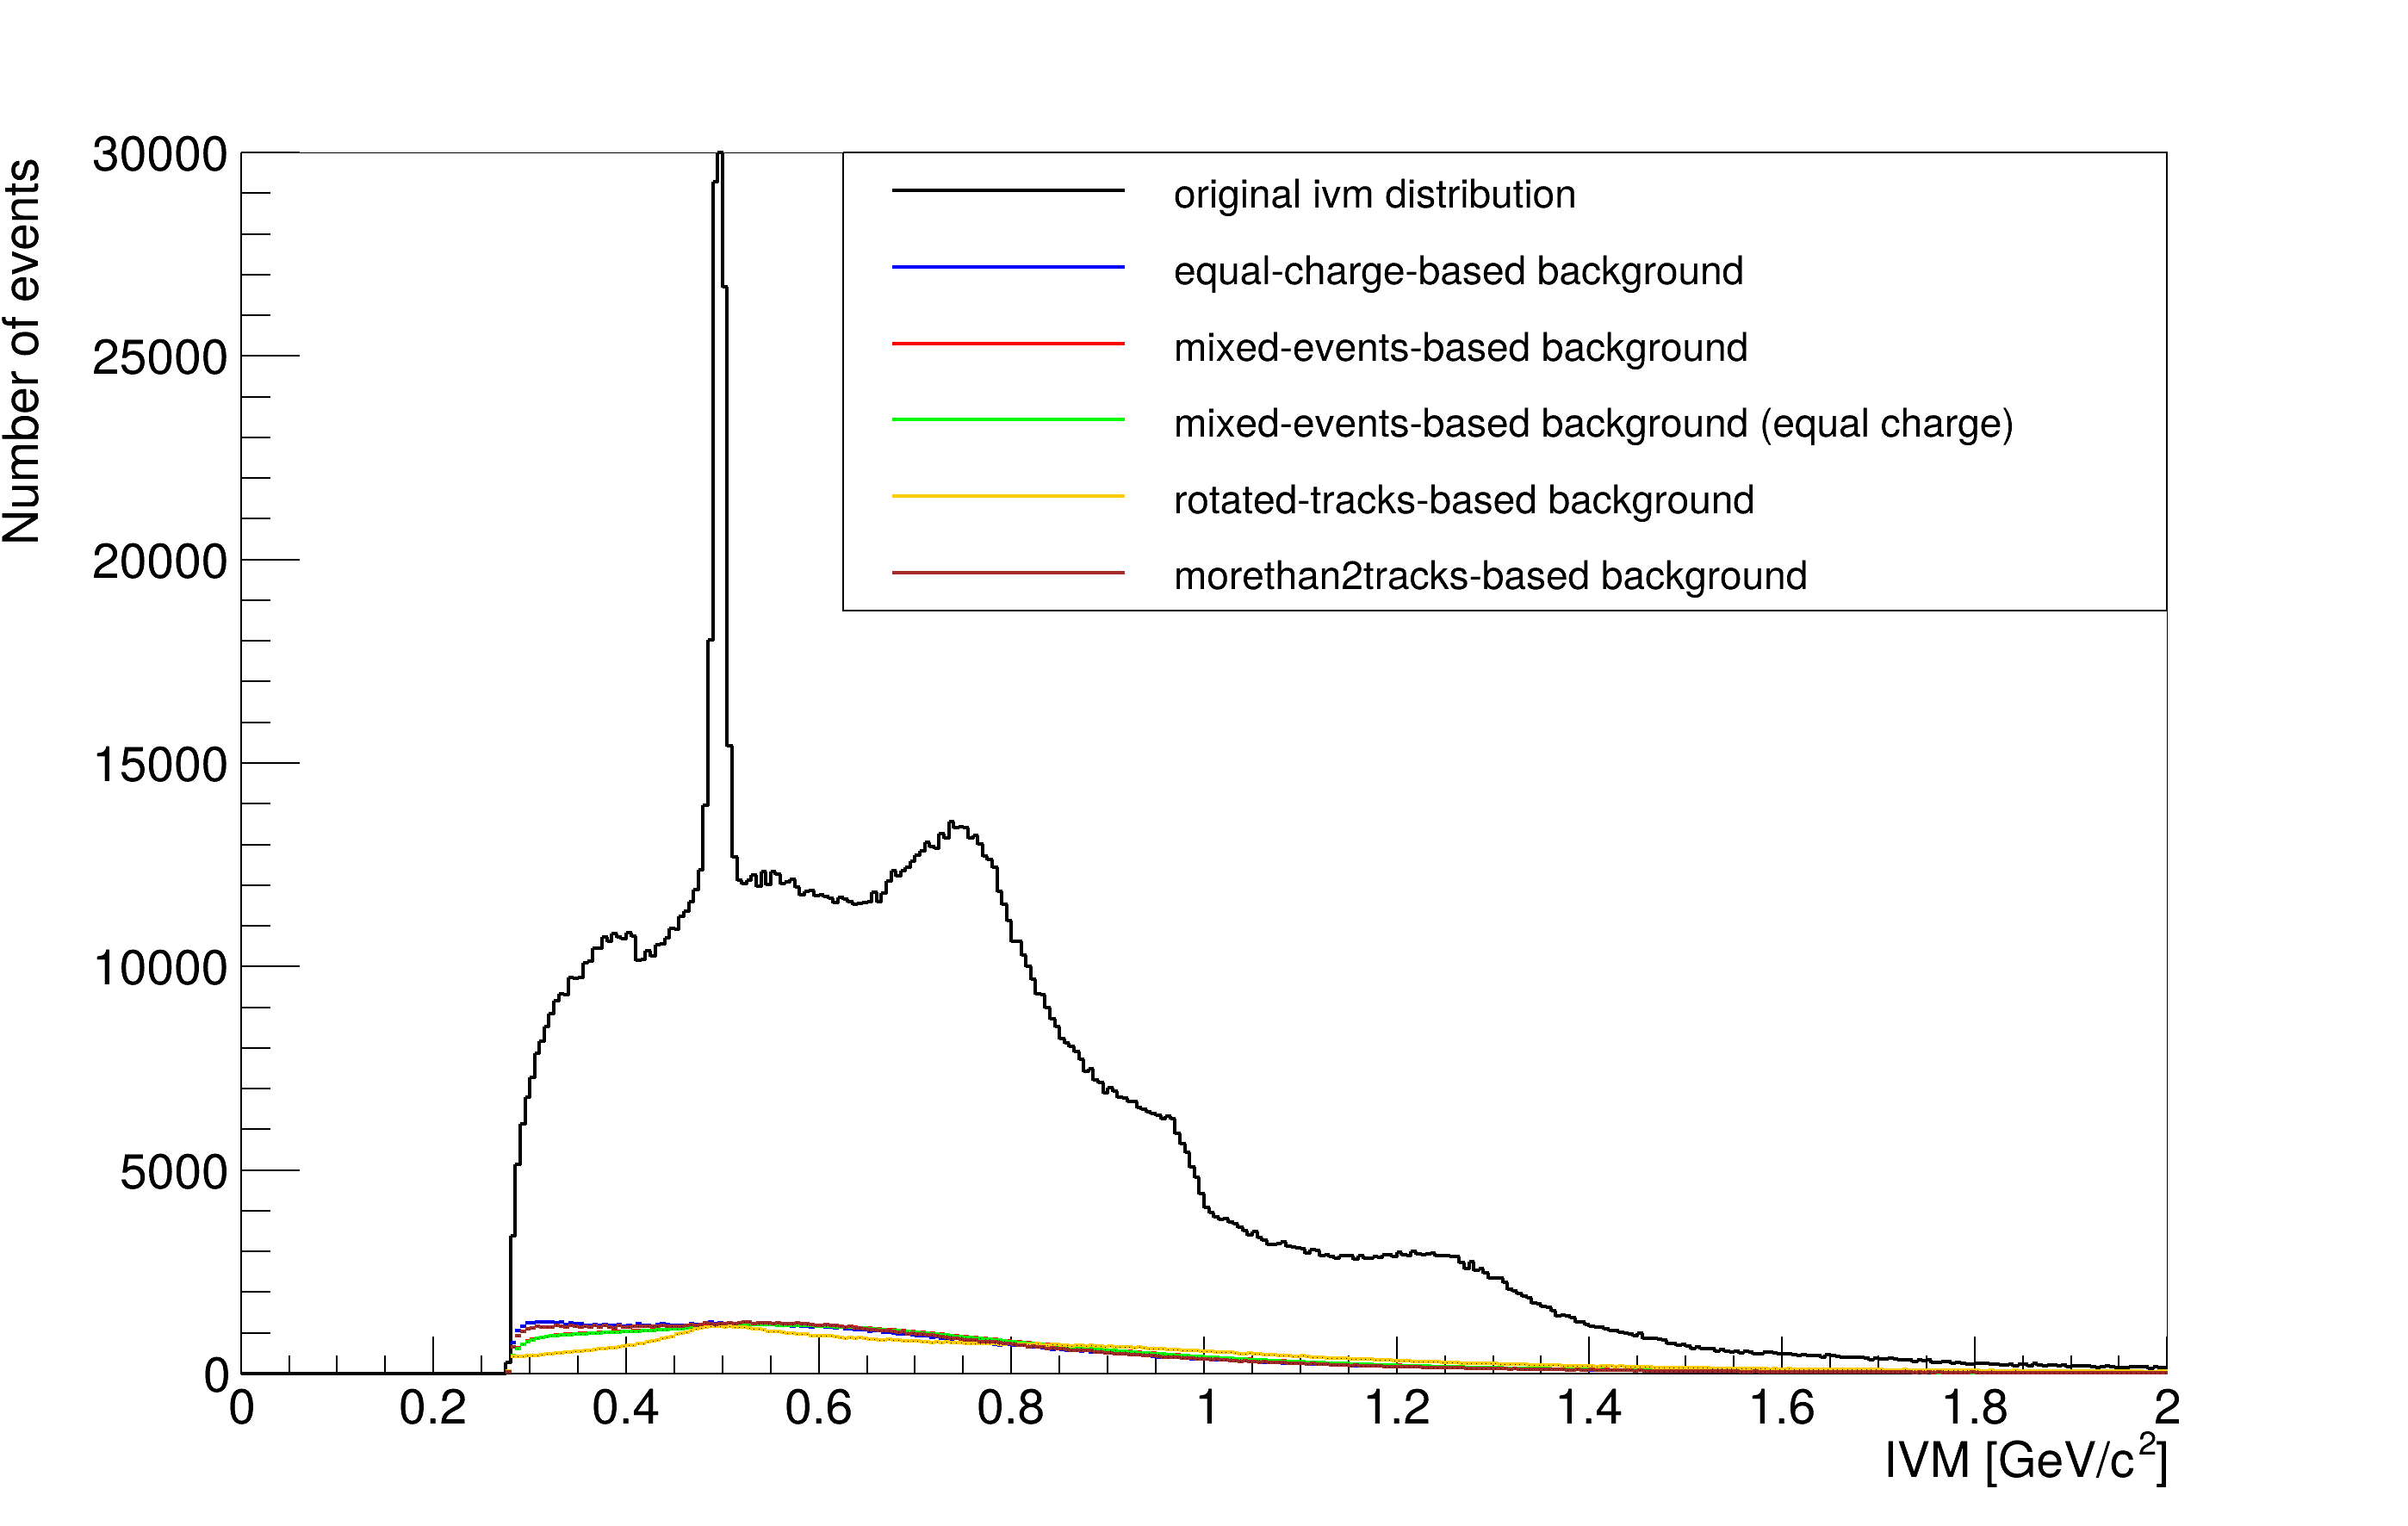 Number of events
30000
25000
20000
15000
10000
5000
0
original ivm distribution
equal-charge-based background
mixed-events-based background
mixed-events-based background (equal charge)
rotated-tracks-based background
morethan2tracks-based background
0 0.2 0.4 0.6 0.8 1 1.2 1.4 1.6 1.8 2
IVM [GeV/c²]